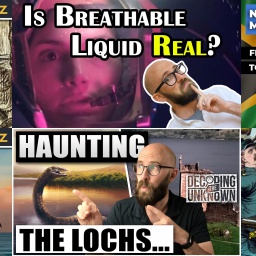 Is Breathable
Liquid Real?
HAUNTING
DECODING
THE
UNKNOWN
THE LOCHS...